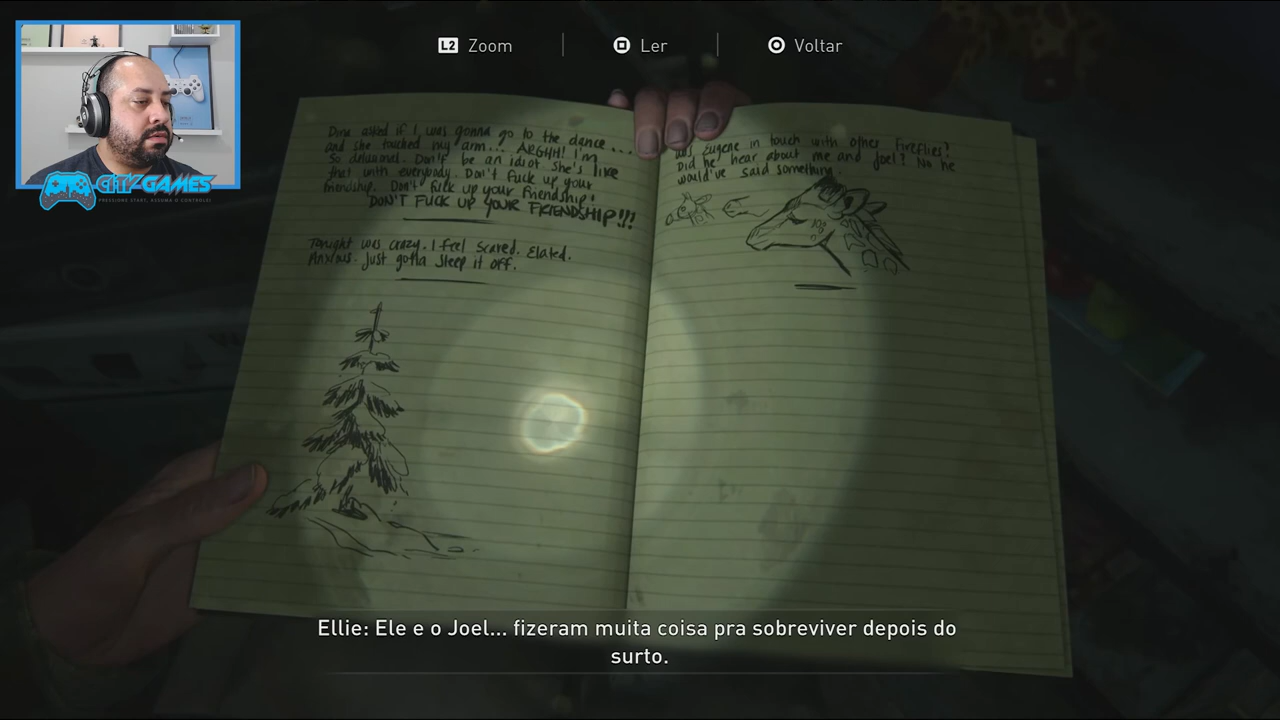 L2 Zoom
Ler
Voltar
CITY GAMES
PRESSIONE START, ASSUMA O CONTROLE!
Dina asked if I was gonna go to the dance...
and she touched my arm... ARGHH! I'm
so delusional. Don't be an idiot. She's like
that with everybody. Don't fuck up your
friendship. Don't fuck up your friendship!
DON'T FUCK UP YOUR FRIENDSHIP!!!
Tonight was crazy. I feel scared. Elated.
Anxious. Just gotta sleep it off.
Was Eugene in touch with other fireflies?
Did he hear about me and Joel? No he
would've said something.
Ellie: Ele e o Joel... fizeram muita coisa pra sobreviver depois do
surto.